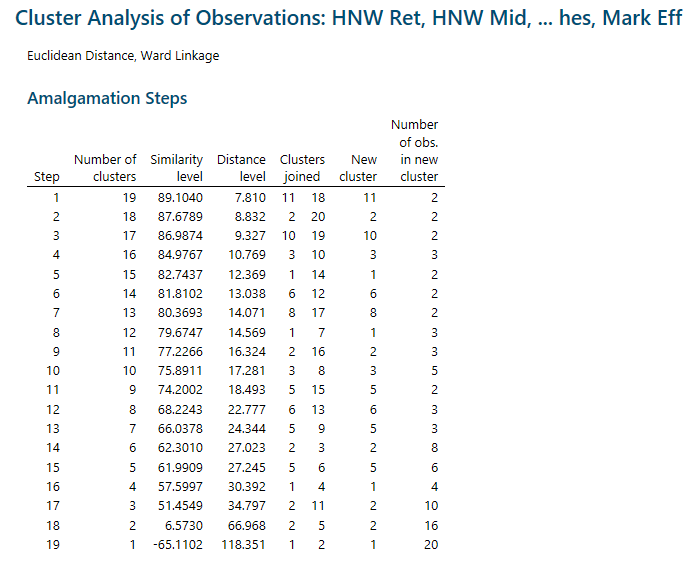 Cluster Analysis of Observations: HNW Ret, HNW Mid, ... hes, Mark Eff
Euclidean Distance, Ward Linkage
Amalgamation Steps
Number
of obs.
Number of Similarity Distance Clusters New in new
Step clusters level level joined cluster cluster
1 19 89.1040 7.810 11 18 11 2
2 18 87.6789 8.832 2 20 2 2
3 17 86.9874 9.327 10 19 10 2
4 16 84.9767 10.769 3 10 3 3
5 15 82.7437 12.369 1 14 1 2
6 14 81.8102 13.038 6 12 6 2
7 13 80.3693 14.071 8 17 8 2
8 12 79.6747 14.569 1 7 1 3
9 11 77.2266 16.324 2 16 2 3
10 10 75.8911 17.281 3 8 3 5
11 9 74.2002 18.493 5 15 5 2
12 8 68.2243 22.777 6 13 6 3
13 7 66.0378 24.344 5 9 5 3
14 6 62.3010 27.023 2 3 2 8
15 5 61.9909 27.245 5 6 5 6
16 4 57.5997 30.392 1 4 1 4
17 3 51.4549 34.797 2 11 2 10
18 2 6.5730 66.968 2 5 2 16
19 1 -65.1102 118.351 1 2 1 20